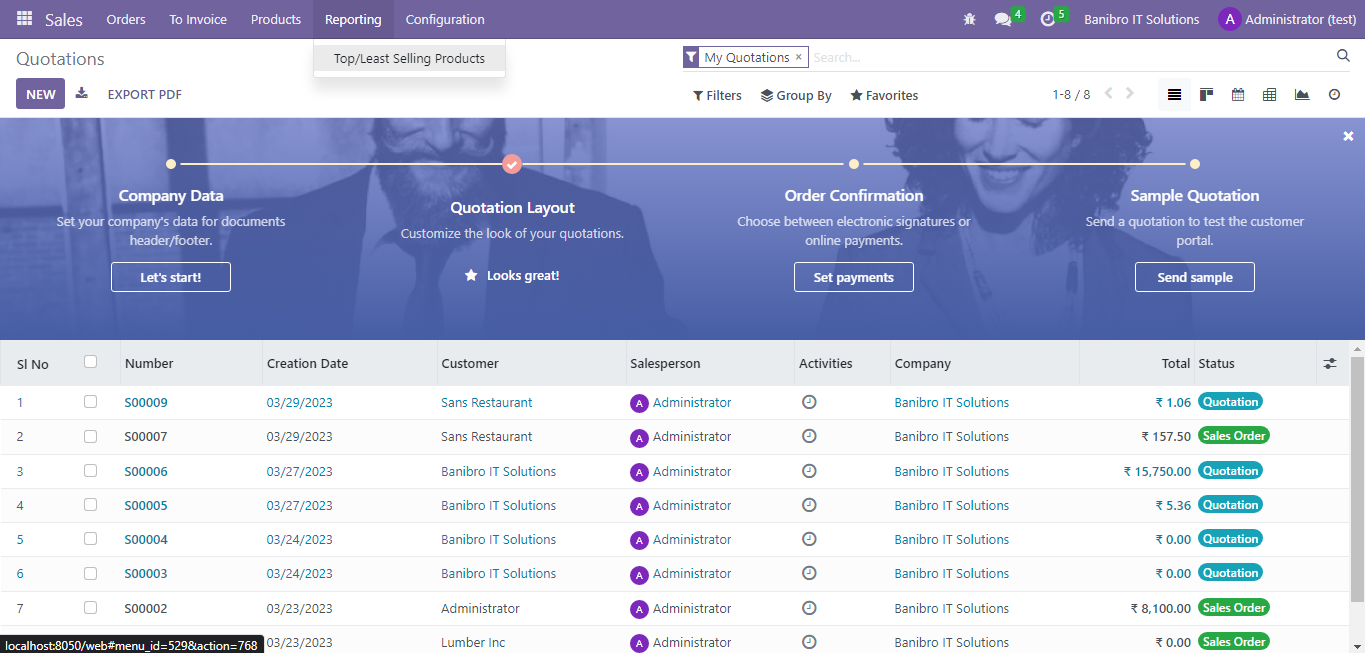 Sales Orders To Invoice Products Reporting Configuration 4 5 Banibro IT Solutions A Administrator (test)
Quotations Top/Least Selling Products My Quotations × Search...
NEW EXPORT PDF Filters Group By Favorites 1-8 / 8
Company Data
Set your company's data for documents
header/footer.
Let's start!
Quotation Layout
Customize the look of your quotations.
Looks great!
Order Confirmation
Choose between electronic signatures or
online payments.
Set payments
Sample Quotation
Send a quotation to test the customer
portal.
Send sample
Sl No Number Creation Date Customer Salesperson Activities Company Total Status
1 S00009 03/29/2023 Sans Restaurant A Administrator Banibro IT Solutions ₹ 1.06 Quotation
2 S00007 03/29/2023 Sans Restaurant A Administrator Banibro IT Solutions ₹ 157.50 Sales Order
3 S00006 03/27/2023 Banibro IT Solutions A Administrator Banibro IT Solutions ₹ 15,750.00 Quotation
4 S00005 03/27/2023 Banibro IT Solutions A Administrator Banibro IT Solutions ₹ 5.36 Quotation
5 S00004 03/24/2023 Banibro IT Solutions A Administrator Banibro IT Solutions ₹ 0.00 Quotation
6 S00003 03/24/2023 Banibro IT Solutions A Administrator Banibro IT Solutions ₹ 0.00 Quotation
7 S00002 03/23/2023 Administrator A Administrator Banibro IT Solutions ₹ 8,100.00 Sales Order
localhost:8050/web#menu_id=529&action=768 03/23/2023 Lumber Inc A Administrator Banibro IT Solutions ₹ 0.00 Sales Order